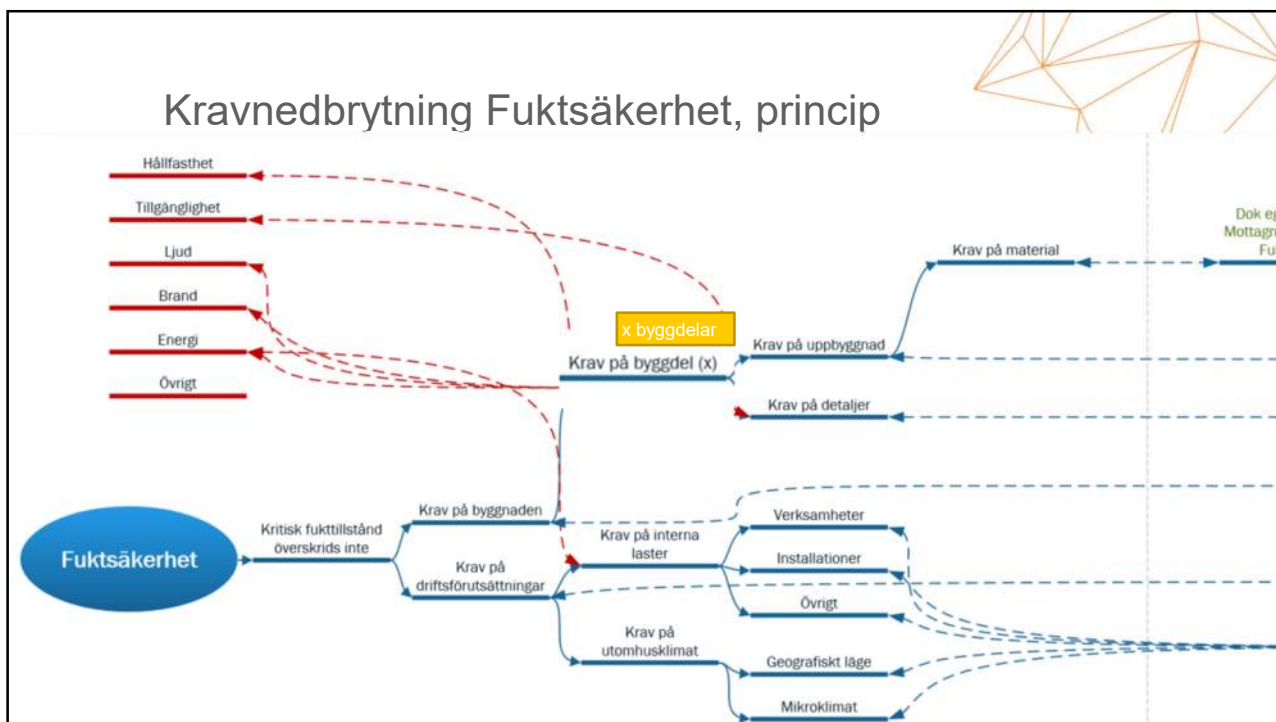 Kravnedbrytning Fuktsäkerhet, princip
Hållfasthet
Tillgänglighet
Ljud
Brand
Energi
Övrigt
x byggdelar
Krav på byggdel (x)
Krav på uppbyggnad
Krav på detaljer
Krav på material
Dok
Fuktsäkerhet
Kritisk fukttillstånd
överskrids inte
Krav på byggnaden
Krav på
driftsförutsättningar
Krav på interna
laster
Krav på
utomhusklimat
Verksamheter
Installationer
Övrigt
Geografiskt läge
Mikroklimat